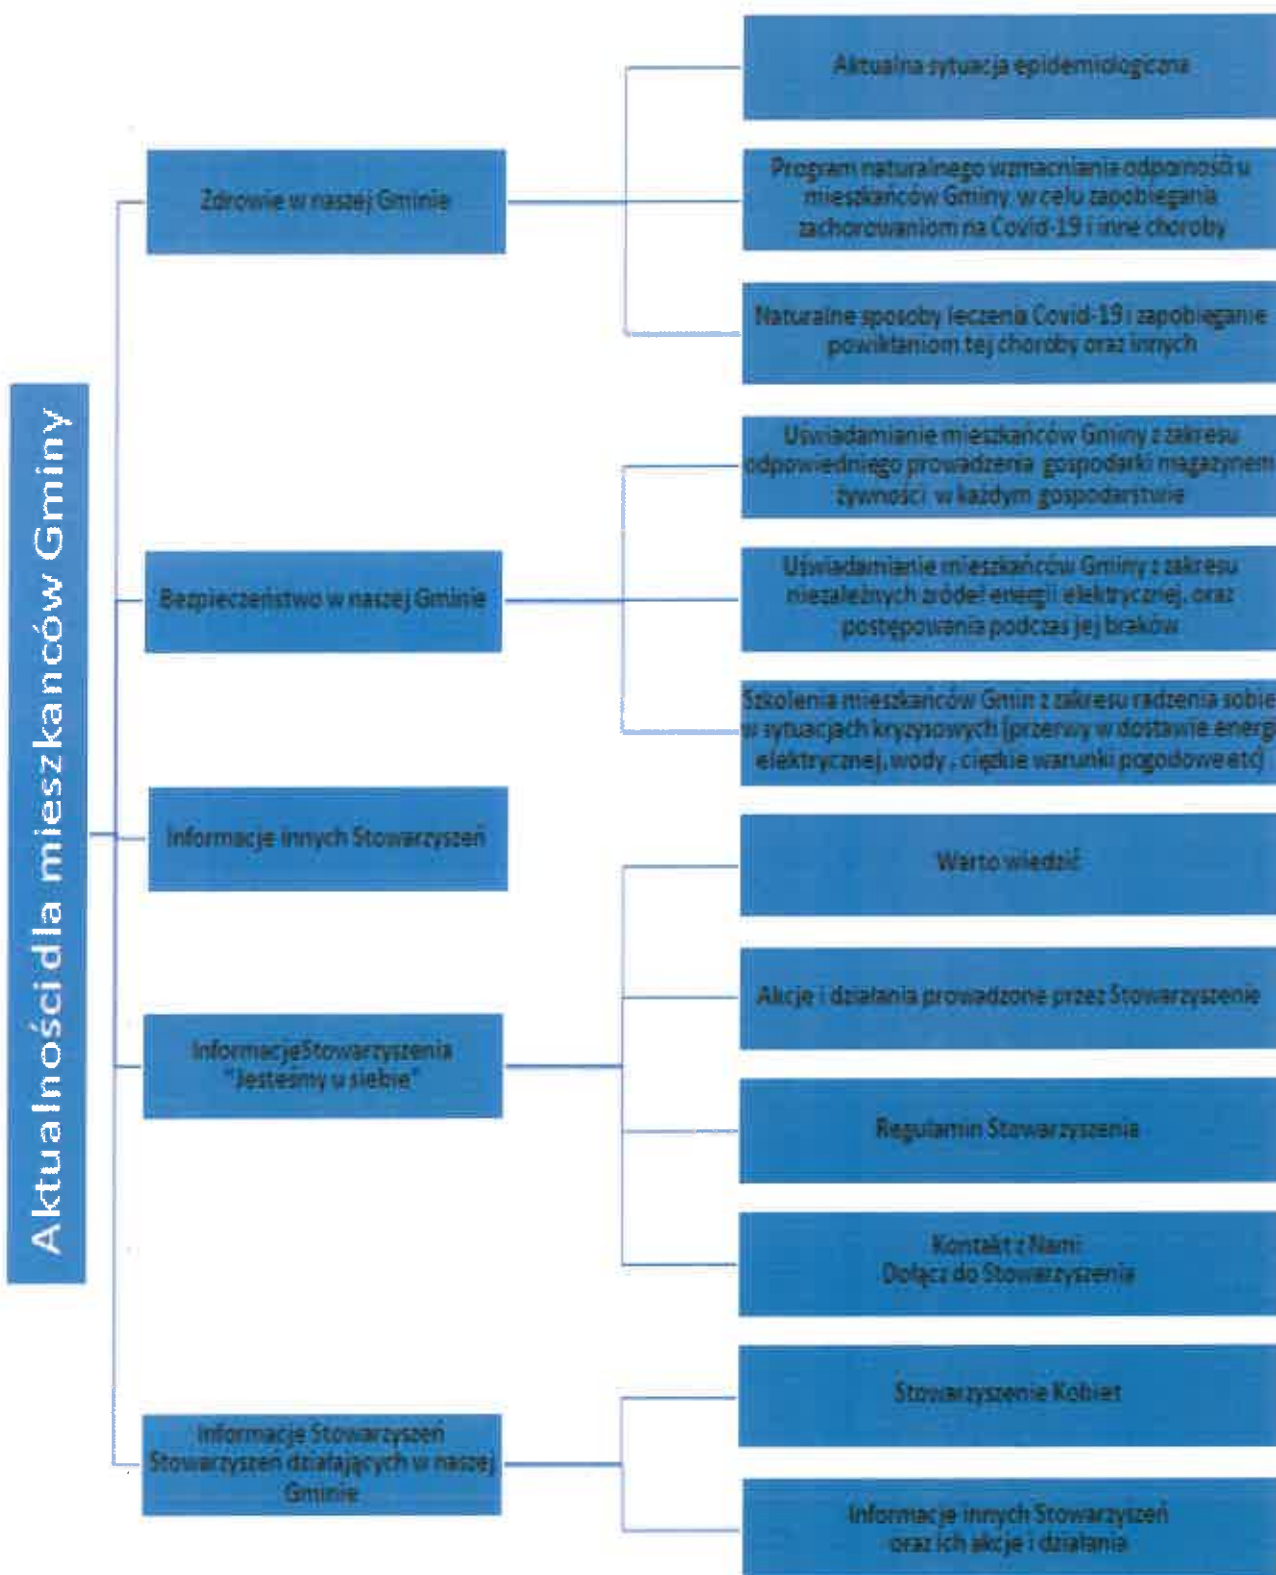 Aktualności dla mieszkańców Gminy
Zdrowie w naszej Gminie
Aktualna sytuacja epidemiologiczna
Program naturalnego wzmacniania odporności u
mieszkańców Gminy w celu zapobiegania
zachorowaniom na Covid-19 i inne choroby
Naturalne sposoby leczenia Covid-19 i zapobieganie
powikłaniom tej choroby oraz innych
Bezpieczeństwo w naszej Gminie
Uświadamianie mieszkańców Gminy z zakresu
odpowiedniego prowadzenia gospodarki magazynem
żywności w każdym gospodarstwie
Uświadamianie mieszkańców Gminy z zakresu
niezależnych źródeł energii elektrycznej, oraz
postępowania podczas jej braków
Szkolenia mieszkańców Gmin z zakresu radzenia sobie
w sytuacjach kryzysowych (przerwy w dostawie energi
elektrycznej, wody , ciężkie warunki pogodowe etc)
Informacje innych Stowarzyszeń
InformacjeStowarzyszenia
"Jesteśmy u siebie"
Warto wiedzić
Akcje i działania prowadzone przez Stowarzyszenie
Regulamin Stowarzyszenia
Kontakt z Nami
Dołącz do Stowarzyszenia
Informacje Stowarzyszeń
Stowarzyszeń działających w naszej
Gminie
Stowarzyszenie Kobiet
Informacje innych Stowarzyszeń
oraz ich akcje i działania